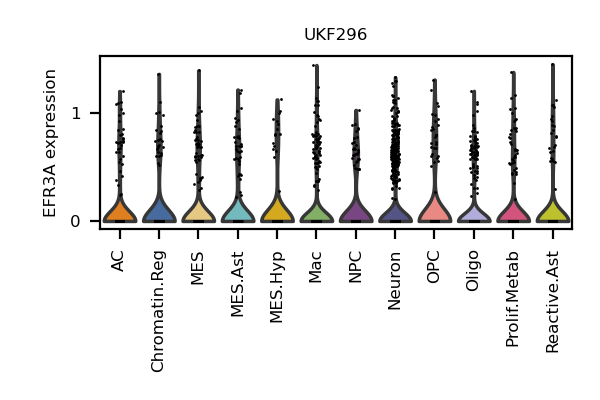 UKF296
EFR3A expression
1
0
AC
Chromatin.Reg
MES
MES.Ast
MES.Hyp
Mac
NPC
Neuron
OPC
Oligo
Prolif.Metab
Reactive.Ast